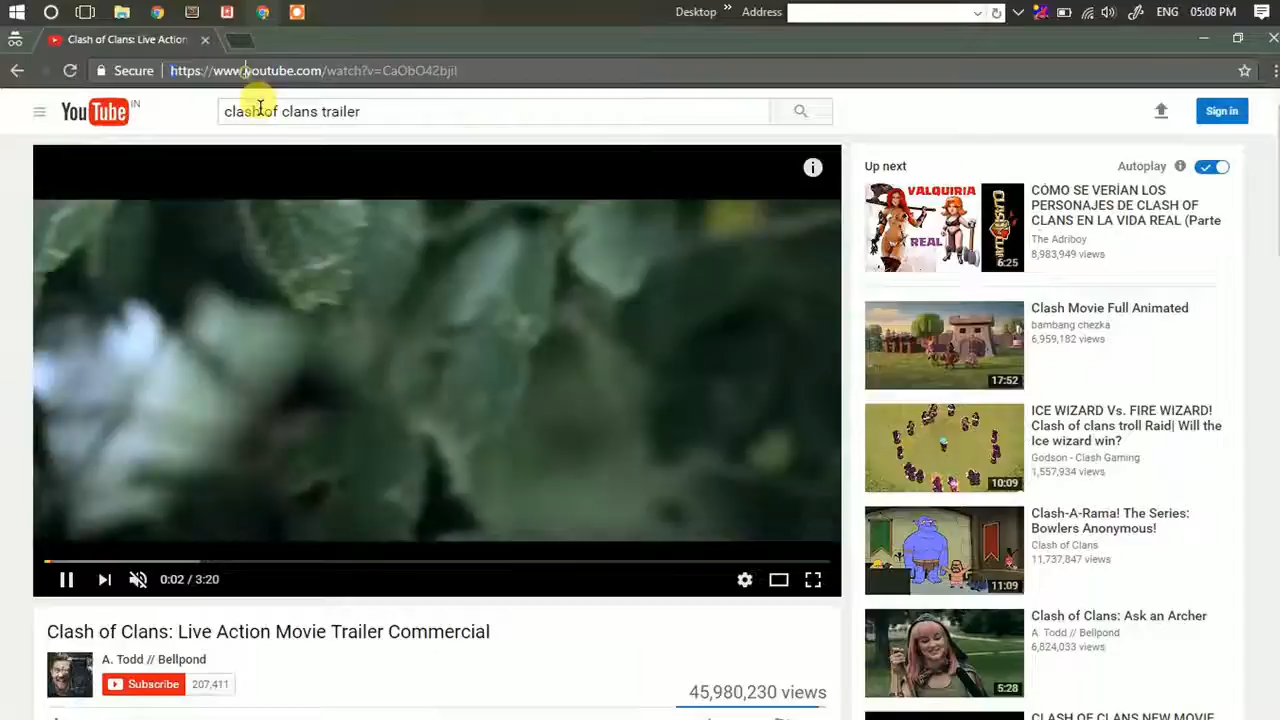 Desktop » Address ENG 05:08 PM
Clash of Clans: Live Action
Secure https://www.youtube.com/watch?v=CaObO42bjiI
YouTube IN clash of clans trailer Sign in
Up next Autoplay
VALQUIRIA
REAL
CLASH OF CLANS
6:25
CÓMO SE VERÍAN LOS
PERSONAJES DE CLASH OF
CLANS EN LA VIDA REAL (Parte
The Adriboy
8,983,949 views
17:52
Clash Movie Full Animated
bambang chezka
6,959,182 views
10:09
ICE WIZARD Vs. FIRE WIZARD!
Clash of clans troll Raid| Will the
Ice wizard win?
Godson - Clash Gaming
1,557,934 views
11:09
Clash-A-Rama! The Series:
Bowlers Anonymous!
Clash of Clans
11,737,847 views
5:28
Clash of Clans: Ask an Archer
A. Todd // Bellpond
6,824,033 views
CLASH OF CLANS NEW MOVIE
0:02 / 3:20
Clash of Clans: Live Action Movie Trailer Commercial
A. Todd // Bellpond
Subscribe 207,411
45,980,230 views